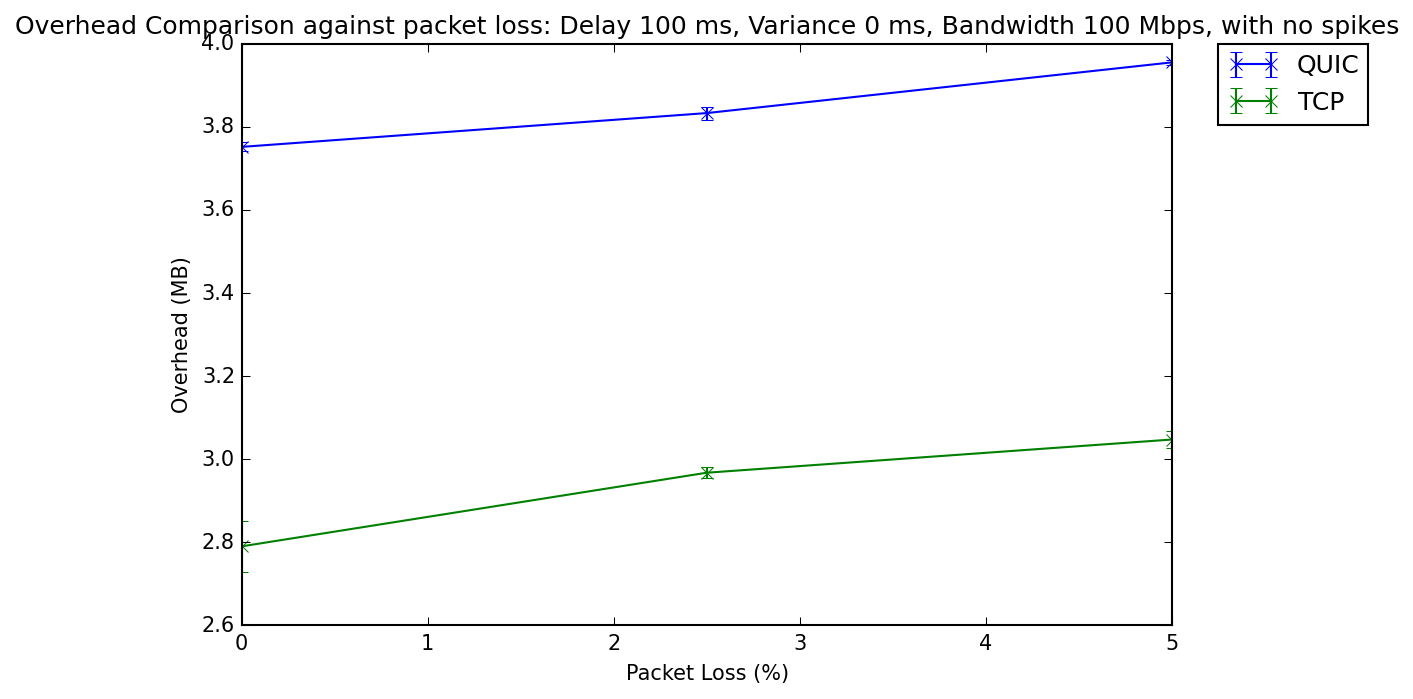 Overhead Comparison against packet loss: Delay 100 ms, Variance 0 ms, Bandwidth 100 Mbps, with no spikes
QUIC
TCP
4.0
3.8
3.6
3.4
3.2
3.0
2.8
2.6
Overhead (MB)
0 1 2 3 4 5
Packet Loss (%)